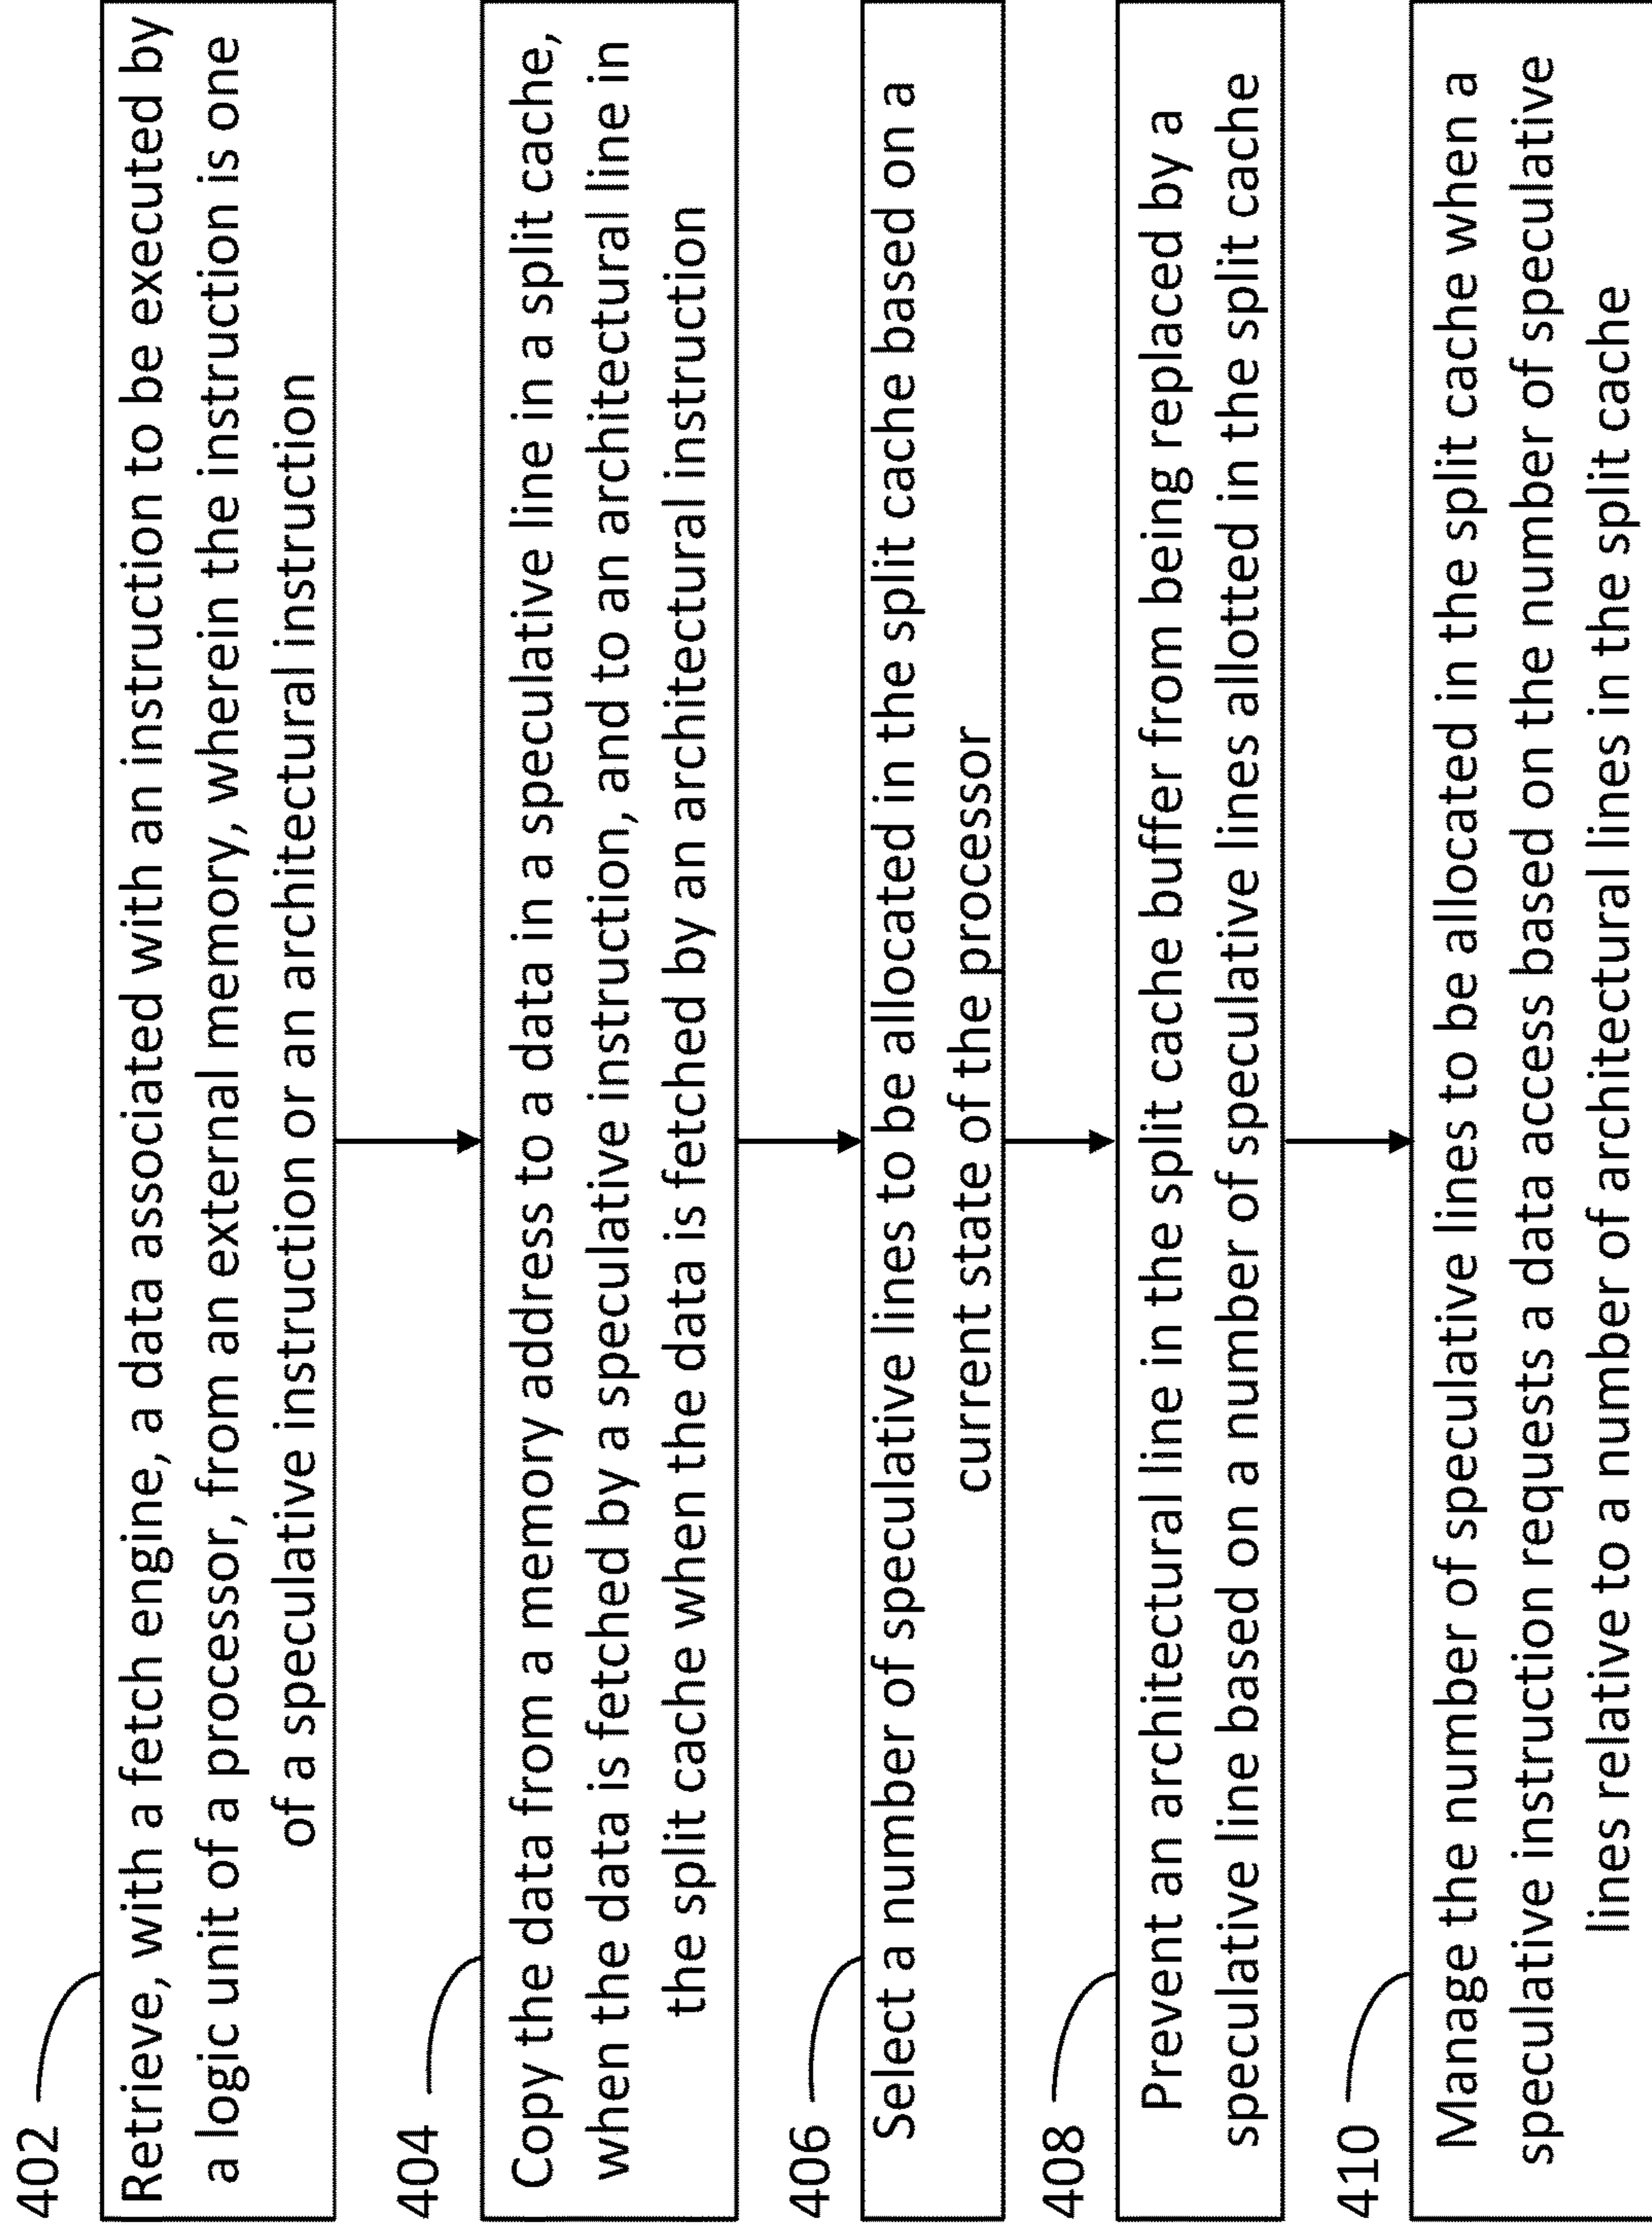 402
Retrieve, with a fetch engine, a data associated with an instruction to be executed by
a logic unit of a processor, from an external memory, wherein the instruction is one
of a speculative instruction or an architectural instruction
404
Copy the data from a memory address to a data in a speculative line in a split cache,
when the data is fetched by a speculative instruction, and to an architectural line in
the split cache when the data is fetched by an architectural instruction
406
Select a number of speculative lines to be allocated in the split cache based on a
current state of the processor
408
Prevent an architectural line in the split cache buffer from being replaced by a
speculative line based on a number of speculative lines allotted in the split cache
410
Manage the number of speculative lines to be allocated in the split cache when a
speculative instruction requests a data access based on the number of speculative
lines relative to a number of architectural lines in the split cache